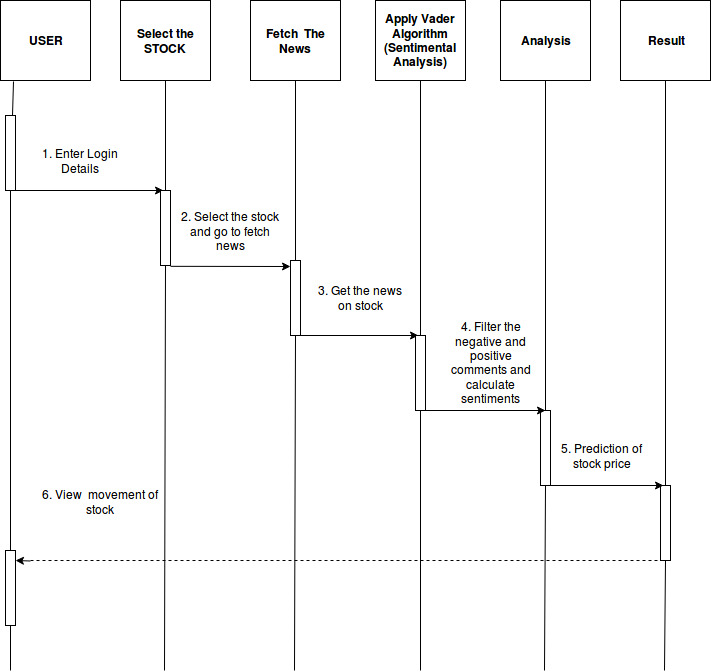 USER
Select the
STOCK
Fetch The
News
Apply Vader
Algorithm
(Sentimental
Analysis)
Analysis
Result
1. Enter Login
Details
2. Select the stock
and go to fetch
news
3. Get the news
on stock
4. Filter the
negative and
positive
comments and
calculate
sentiments
5. Prediction of
stock price
6. View movement of
stock